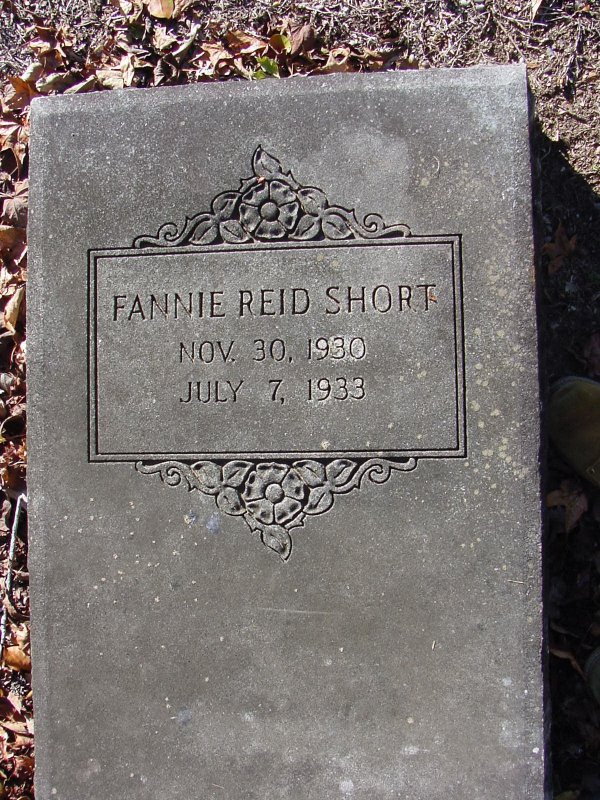 FANNIE REID SHORT
NOV. 30, 1930
JULY 7, 1933